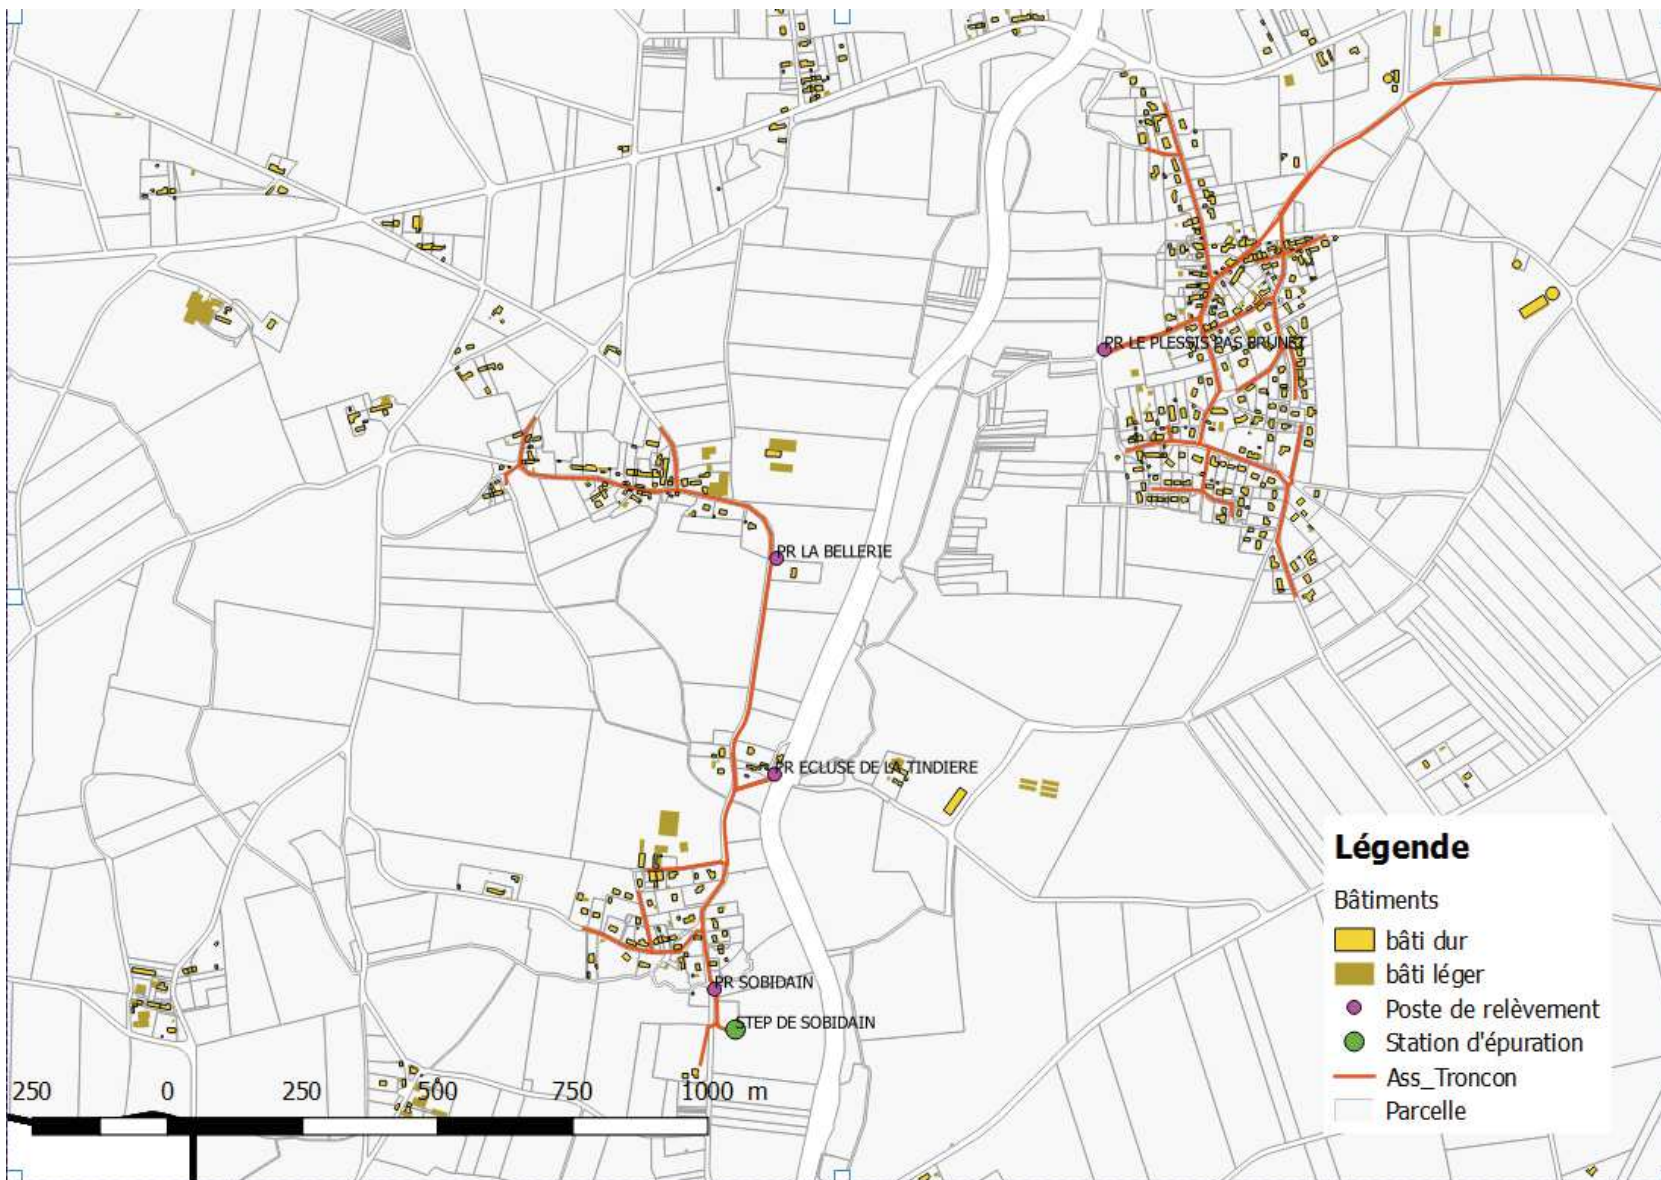 PR LE PLESSIS PAS BRUNET
PR LA BELLERIE
PR ECLUSE DE LA TINDIERE
PR SOBIDAIN
STEP DE SOBIDAIN
250 0 250 500 750 1000 m
Légende
Bâtiments
bâti dur
bâti léger
Poste de relèvement
Station d'épuration
Ass_Troncon
Parcelle